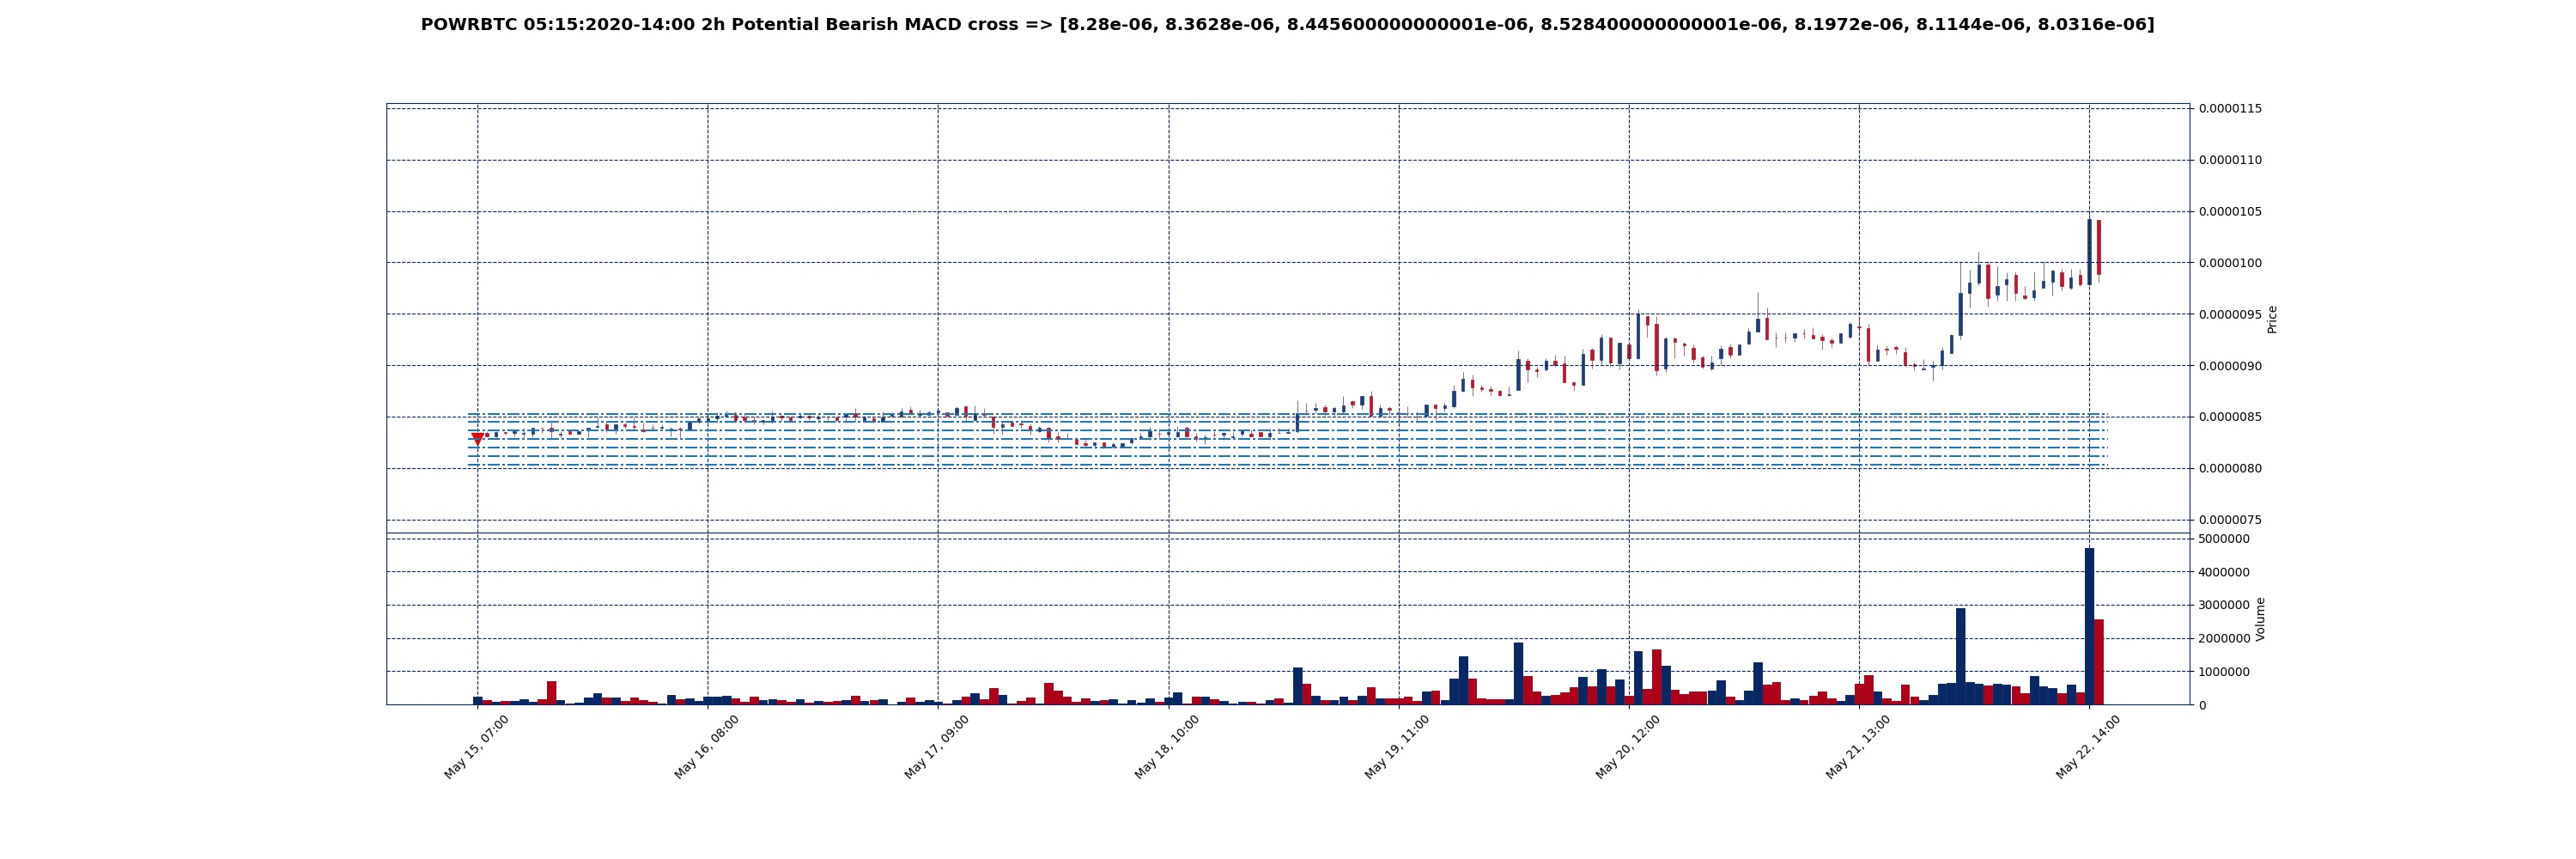 POWRBTC 05:15:2020-14:00 2h Potential Bearish MACD cross => [8.28e-06, 8.3628e-06, 8.445600000000001e-06, 8.528400000000001e-06, 8.1972e-06, 8.1144e-06, 8.0316e-06]
0.0000115
0.0000110
0.0000105
0.0000100
0.0000095
0.0000090
0.0000085
0.0000080
0.0000075
Price
5000000
4000000
3000000
2000000
1000000
0
Volume
May 15, 07:00
May 16, 08:00
May 17, 09:00
May 18, 10:00
May 19, 11:00
May 20, 12:00
May 21, 13:00
May 22, 14:00